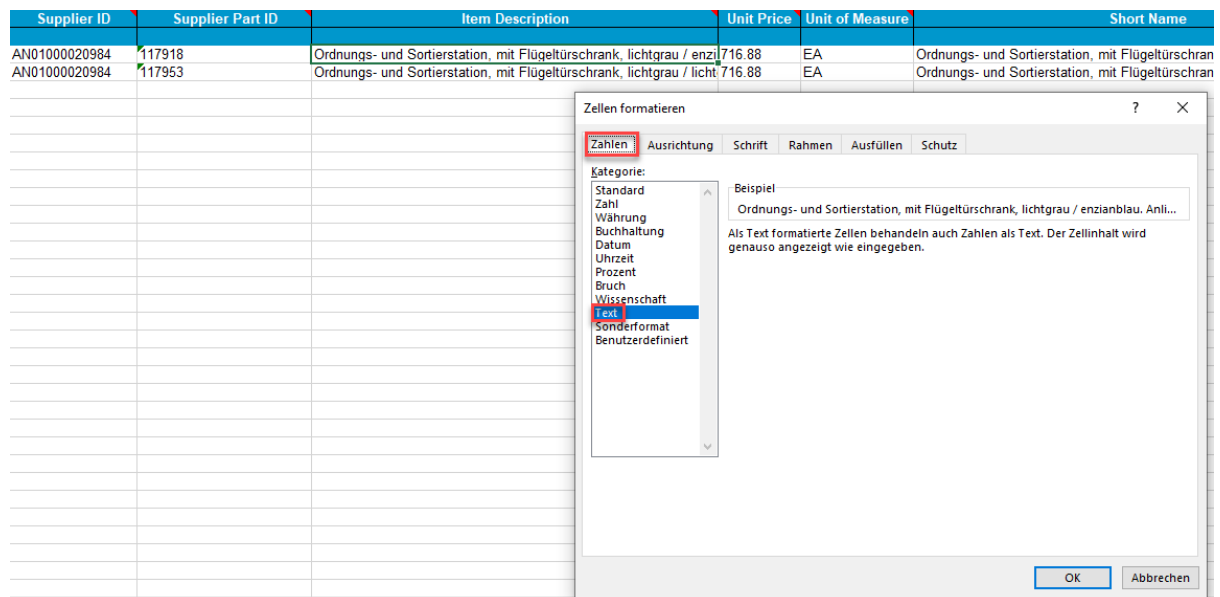 Supplier ID Supplier Part ID Item Description Unit Price Unit of Measure Short Name
AN01000020984 117918 Ordnungs- und Sortierstation, mit Flügeltürschrank, lichtgrau / enzi 716.88 EA Ordnungs- und Sortierstation, mit Flügeltürschran
AN01000020984 117953 Ordnungs- und Sortierstation, mit Flügeltürschrank, lichtgrau / licht 716.88 EA Ordnungs- und Sortierstation, mit Flügeltürschran
Zellen formatieren ?
Zahlen Ausrichtung Schrift Rahmen Ausfüllen Schutz
Kategorie:
Standard
Zahl
Währung
Buchhaltung
Datum
Uhrzeit
Prozent
Bruch
Wissenschaft
Text
Sonderformat
Benutzerdefiniert
Beispiel
Ordnungs- und Sortierstation, mit Flügeltürschrank, lichtgrau / enzianblau. Anli...
Als Text formatierte Zellen behandeln auch Zahlen als Text. Der Zellinhalt wird
genauso angezeigt wie eingegeben.
OK Abbrechen